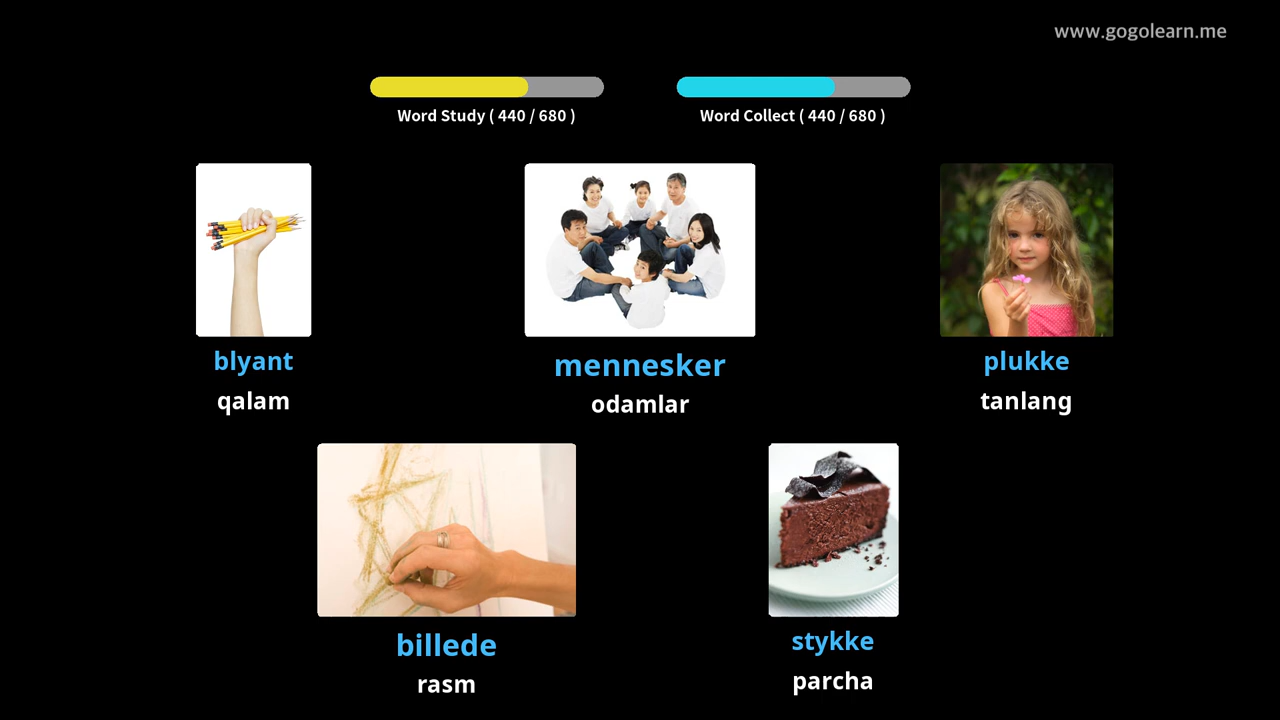 www.gogolearn.me
Word Study ( 440 / 680 )
Word Collect ( 440 / 680 )
blyant
qalam
mennesker
odamlar
plukke
tanlang
billede
rasm
stykke
parcha